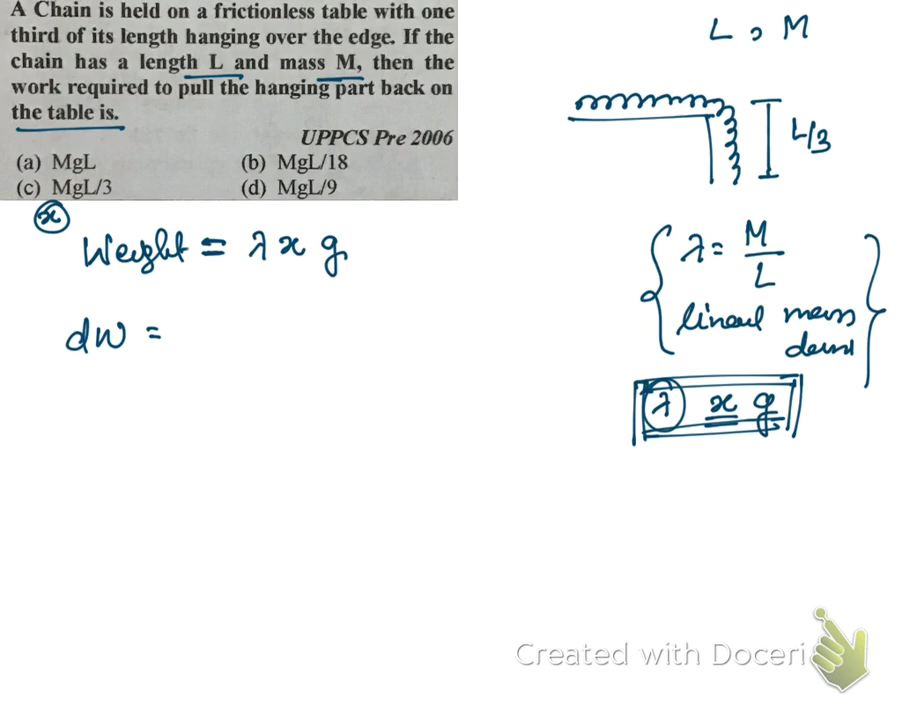 A Chain is held on a frictionless table with one
third of its length hanging over the edge. If the
chain has a length L and mass M, then the
work required to pull the hanging part back on
the table is.
UPPCS Pre 2006
(a) MgL (b) MgL/18
(c) MgL/3 (d) MgL/9
L, M
L/3
x
Weight = λ x g
dw =
λ = M/L
linear mass
λ x g
Created with Doceri